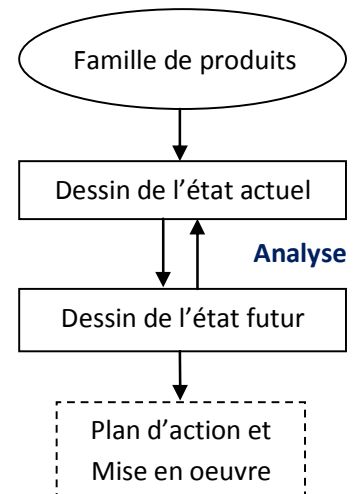 Famille de produits
Dessin de l’état actuel
Analyse
Dessin de l’état futur
Plan d’action et
Mise en oeuvre